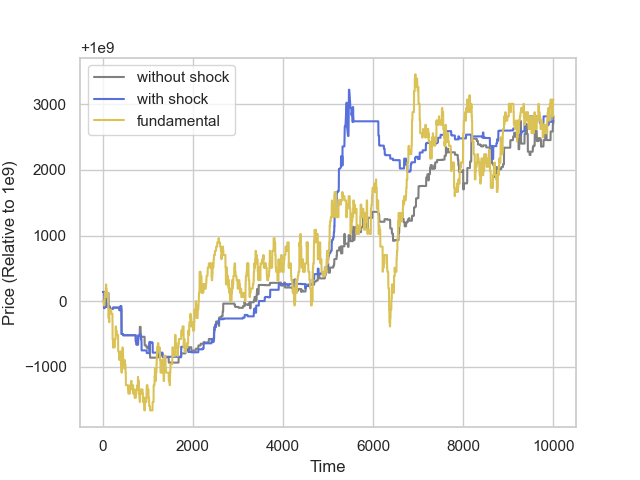 +1e9
without shock
with shock
fundamental
3000
2000
1000
0
−1000
Price (Relative to 1e9)
0
2000
4000
6000
8000
10000
Time